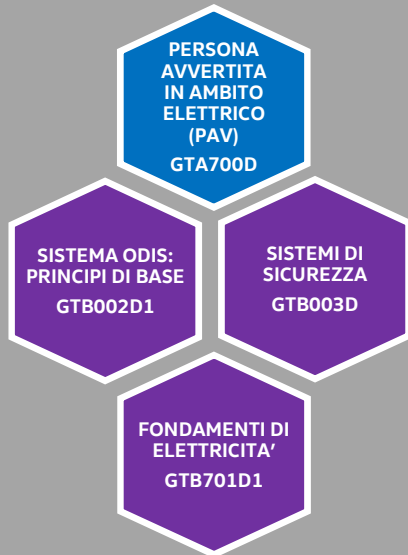 PERSONA
AVVERTITA
IN AMBITO
ELETTRICO
(PAV)
GTA700D
SISTEMA ODIS:
PRINCIPI DI BASE
GTB002D1
SISTEMI DI
SICUREZZA
GTB003D
FONDAMENTI DI
ELETTRICITA’
GTB701D1